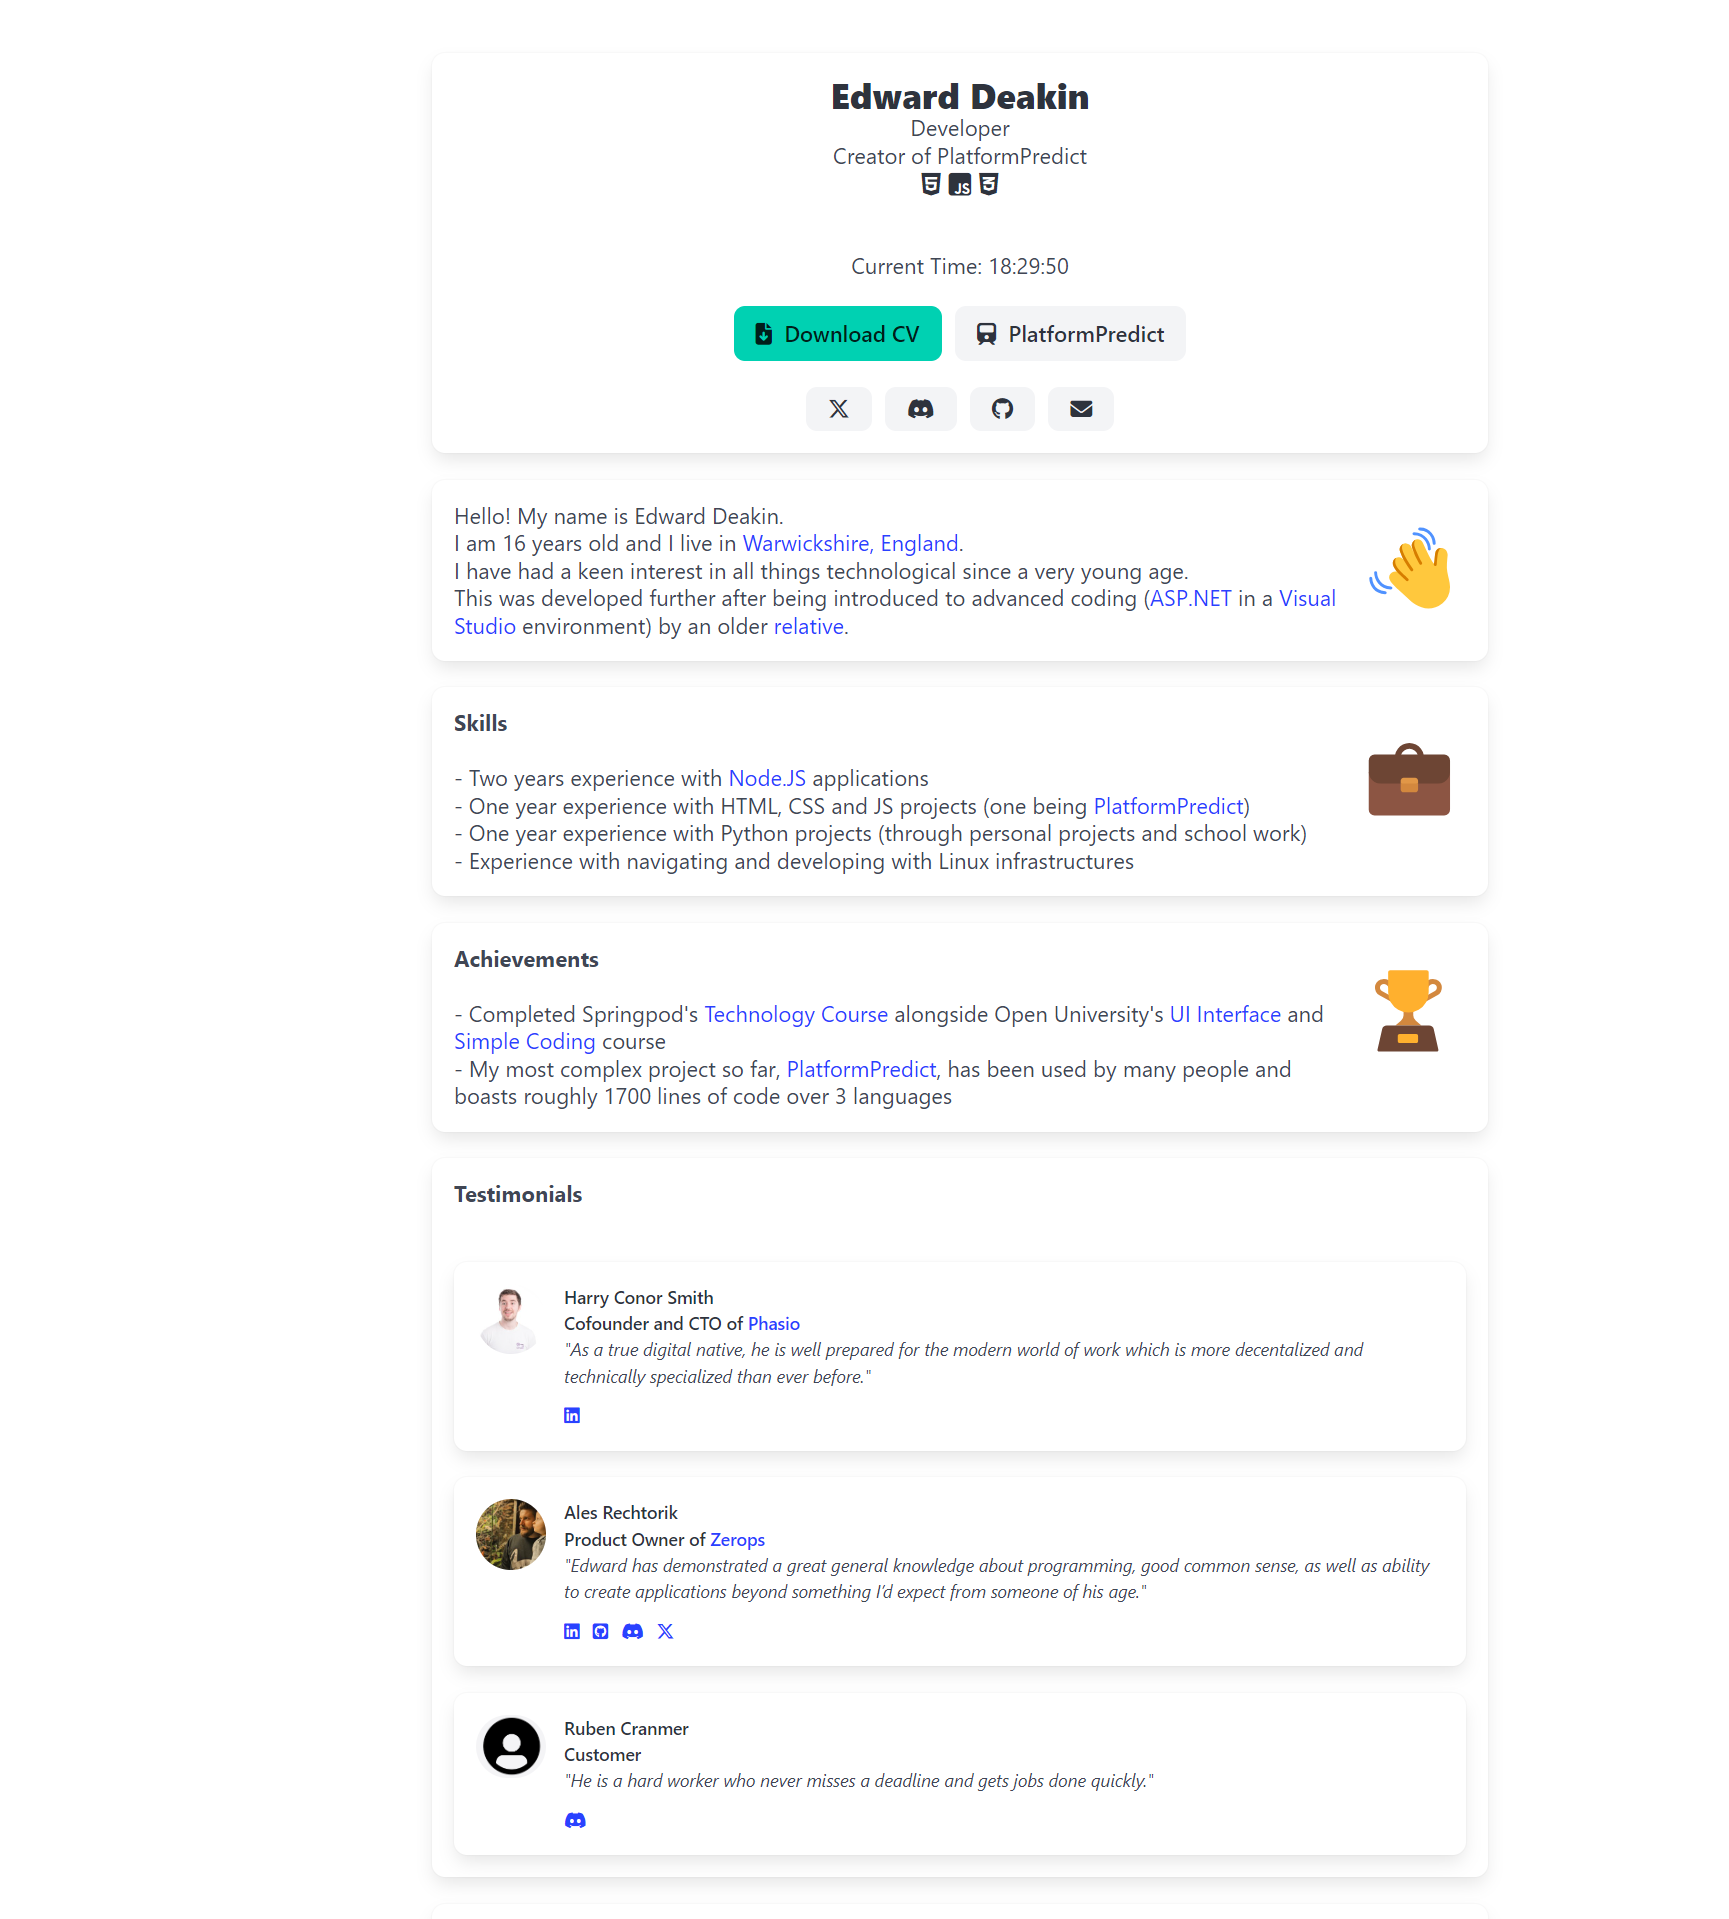 Edward Deakin
Developer
Creator of PlatformPredict
JS
Current Time: 18:29:50
Download CV
PlatformPredict
Hello! My name is Edward Deakin.
I am 16 years old and I live in Warwickshire, England.
I have had a keen interest in all things technological since a very young age.
This was developed further after being introduced to advanced coding (ASP.NET in a Visual
Studio environment) by an older relative.
Skills
- Two years experience with Node.JS applications
- One year experience with HTML, CSS and JS projects (one being PlatformPredict)
- One year experience with Python projects (through personal projects and school work)
- Experience with navigating and developing with Linux infrastructures
Achievements
- Completed Springpod's Technology Course alongside Open University's UI Interface and
Simple Coding course
- My most complex project so far, PlatformPredict, has been used by many people and
boasts roughly 1700 lines of code over 3 languages
Testimonials
Harry Conor Smith
Cofounder and CTO of Phasio
"As a true digital native, he is well prepared for the modern world of work which is more decentalized and
technically specialized than ever before."
Ales Rechtorik
Product Owner of Zerops
"Edward has demonstrated a great general knowledge about programming, good common sense, as well as ability
to create applications beyond something I'd expect from someone of his age."
Ruben Cranmer
Customer
"He is a hard worker who never misses a deadline and gets jobs done quickly."